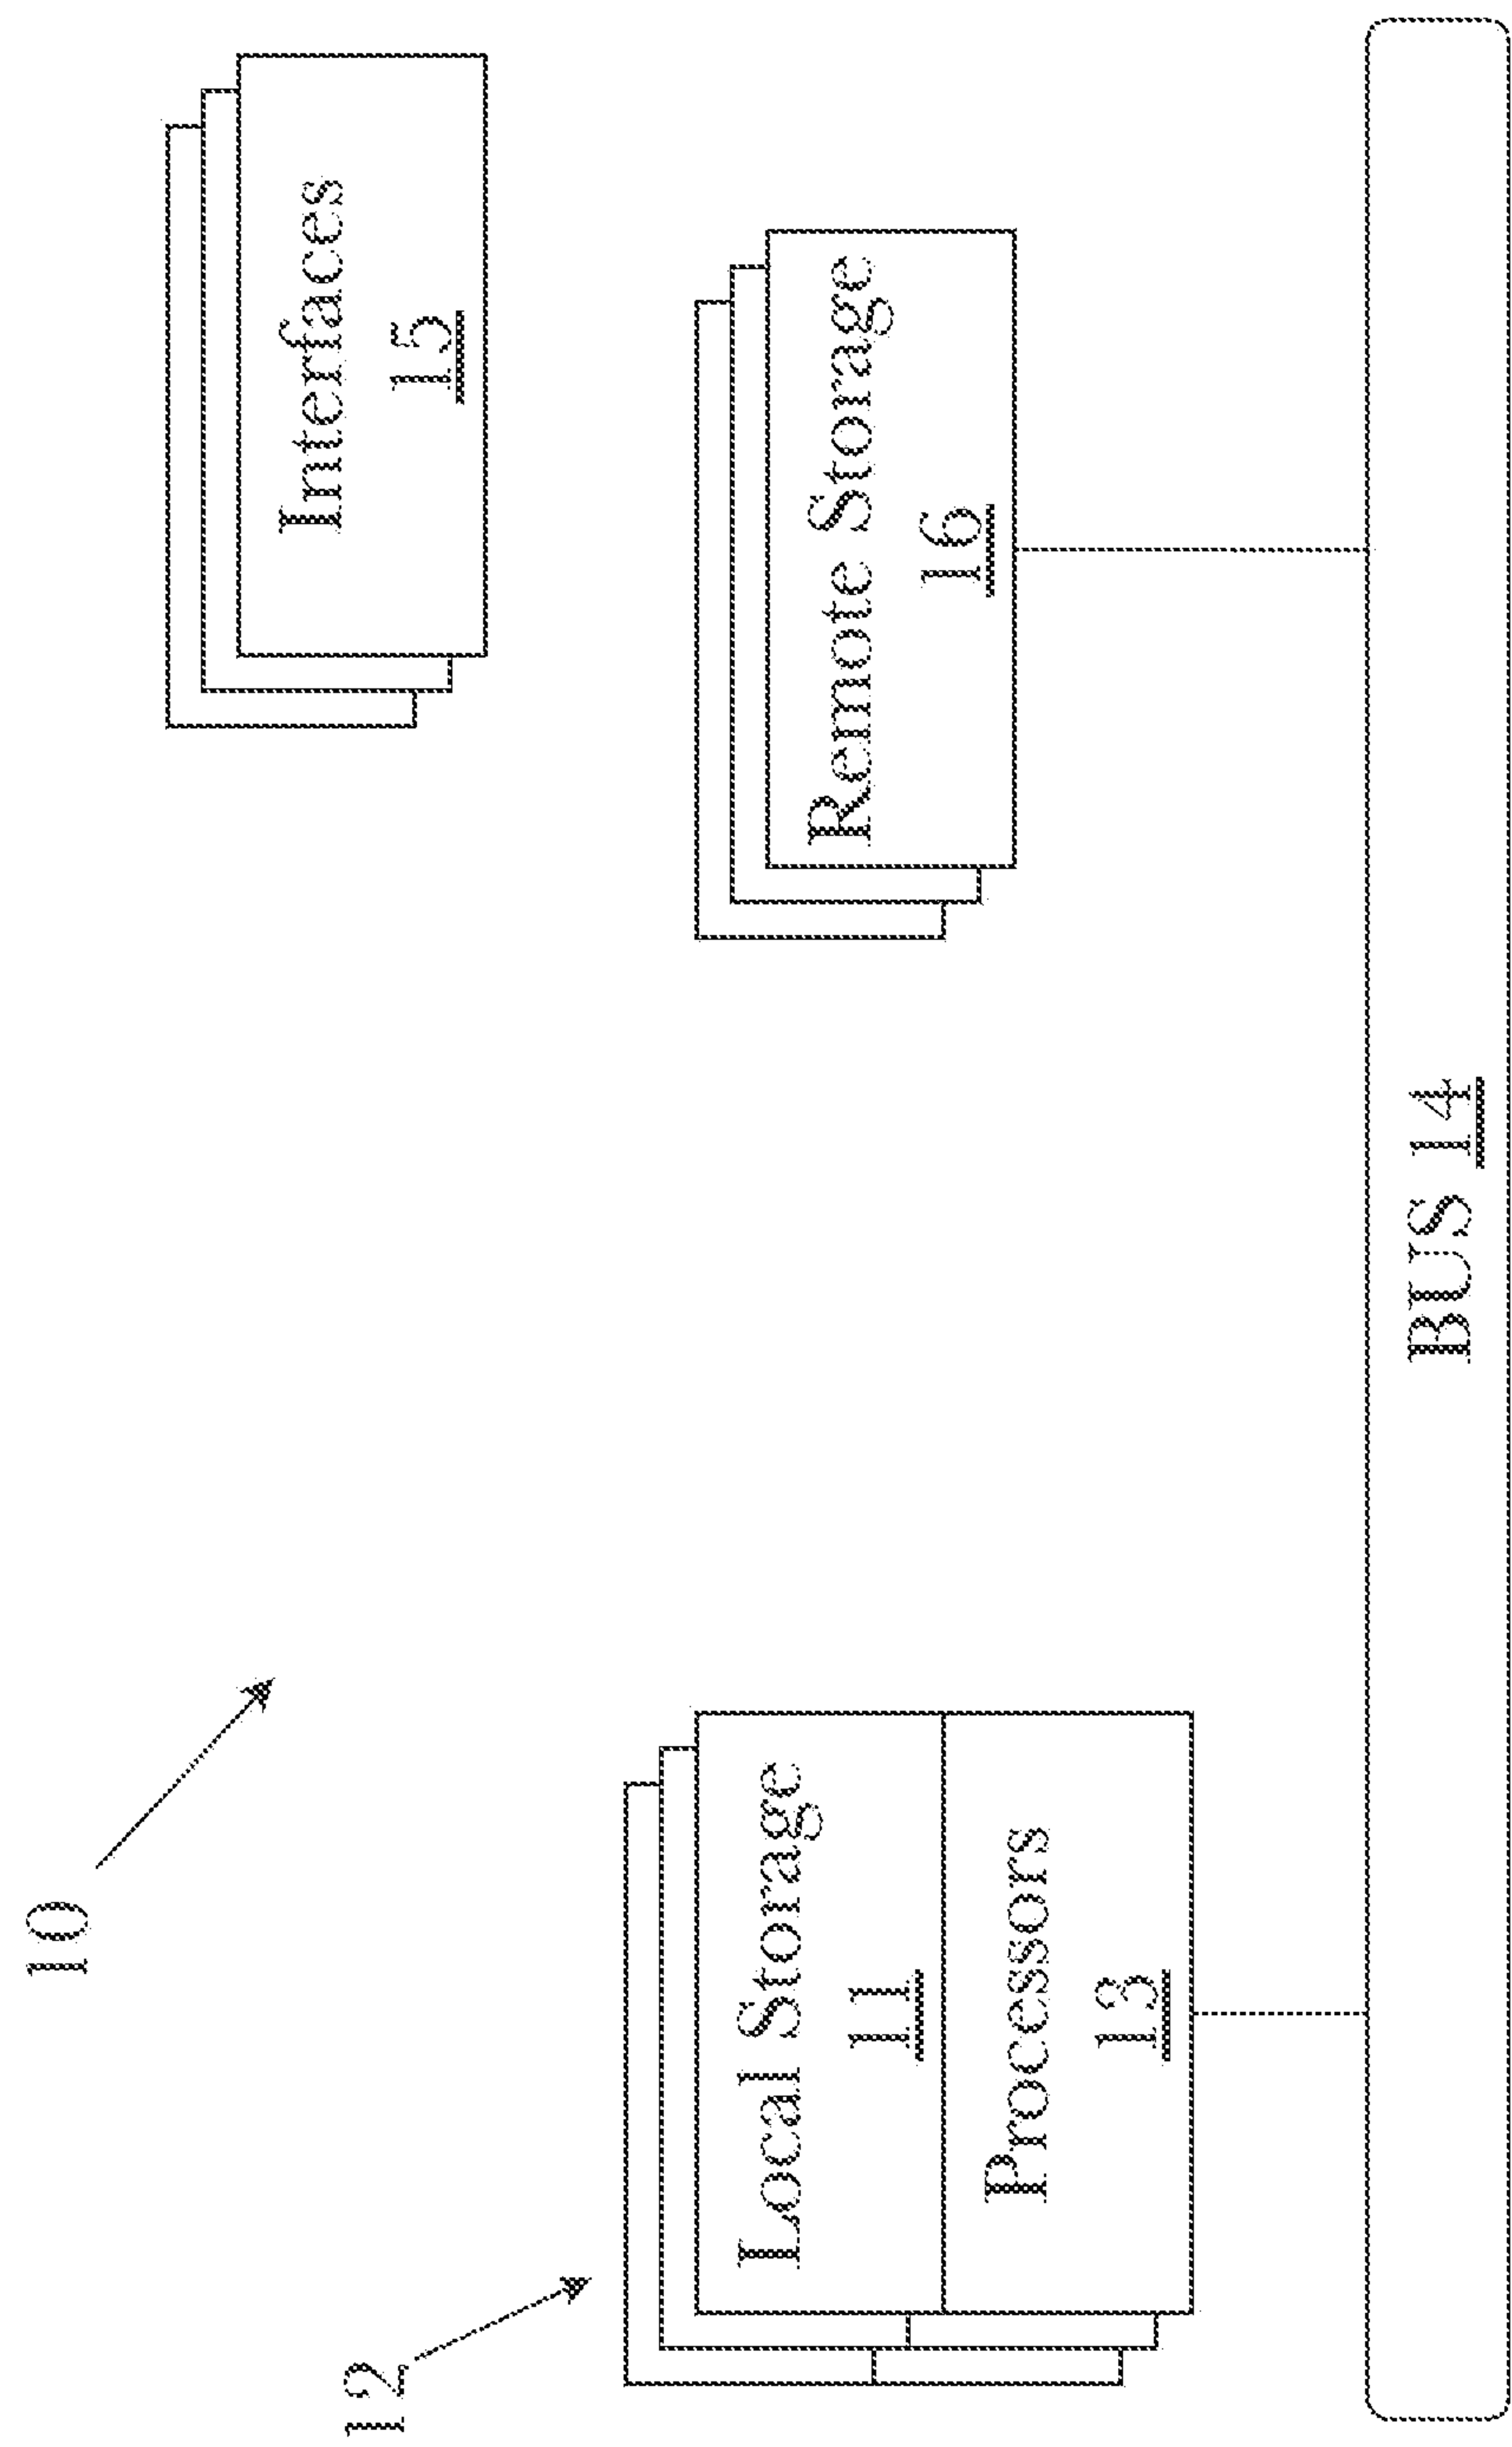 10
Interfaces
15
12
Local Storage
11
Processors
13
Remote Storage
16
BUS 14